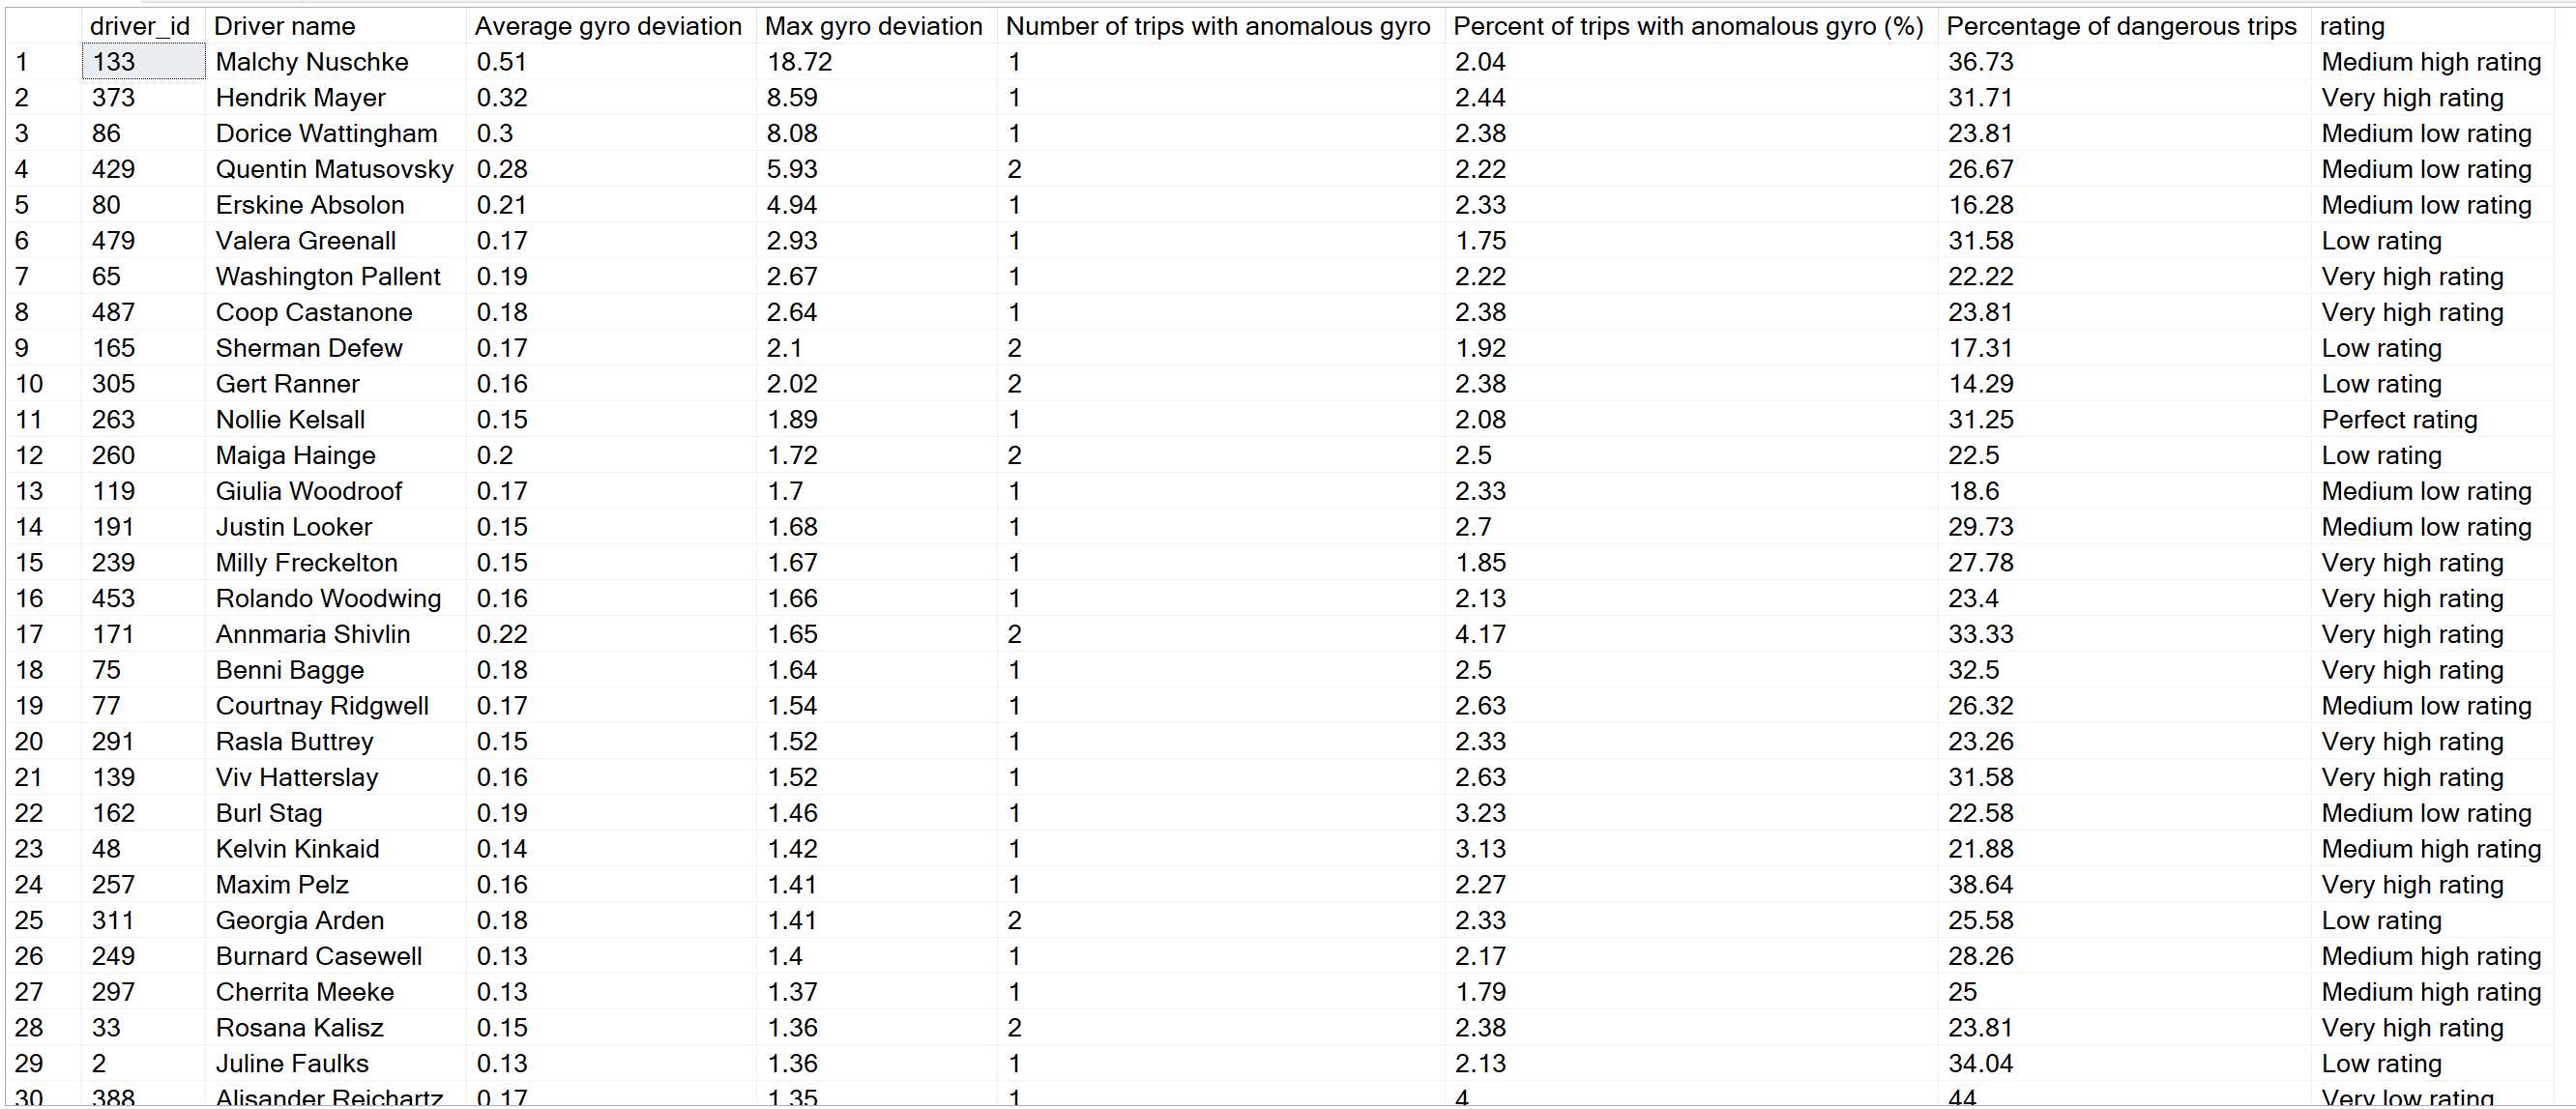 driver_id Driver name Average gyro deviation Max gyro deviation Number of trips with anomalous gyro Percent of trips with anomalous gyro (%) Percentage of dangerous trips rating
1 133 Malchy Nuschke 0.51 18.72 1 2.04 36.73 Medium high rating
2 373 Hendrik Mayer 0.32 8.59 1 2.44 31.71 Very high rating
3 86 Dorice Wattingham 0.3 8.08 1 2.38 23.81 Medium low rating
4 429 Quentin Matusovsky 0.28 5.93 2 2.22 26.67 Medium low rating
5 80 Erskine Absolon 0.21 4.94 1 2.33 16.28 Medium low rating
6 479 Valera Greenall 0.17 2.93 1 1.75 31.58 Low rating
7 65 Washington Pallent 0.19 2.67 1 2.22 22.22 Very high rating
8 487 Coop Castanone 0.18 2.64 1 2.38 23.81 Very high rating
9 165 Sherman Defew 0.17 2.1 2 1.92 17.31 Low rating
10 305 Gert Ranner 0.16 2.02 2 2.38 14.29 Low rating
11 263 Nollie Kelsall 0.15 1.89 1 2.08 31.25 Perfect rating
12 260 Maiga Hainge 0.2 1.72 2 2.5 22.5 Low rating
13 119 Giulia Woodroof 0.17 1.7 1 2.33 18.6 Medium low rating
14 191 Justin Looker 0.15 1.68 1 2.7 29.73 Medium low rating
15 239 Milly Freckelton 0.15 1.67 1 1.85 27.78 Very high rating
16 453 Rolando Woodwing 0.16 1.66 1 2.13 23.4 Very high rating
17 171 Annmaria Shivlin 0.22 1.65 2 4.17 33.33 Very high rating
18 75 Benni Bagge 0.18 1.64 1 2.5 32.5 Very high rating
19 77 Courtnay Ridgwell 0.17 1.54 1 2.63 26.32 Medium low rating
20 291 Rasla Buttrey 0.15 1.52 1 2.33 23.26 Very high rating
21 139 Viv Hatterslay 0.16 1.52 1 2.63 31.58 Very high rating
22 162 Burl Stag 0.19 1.46 1 3.23 22.58 Medium low rating
23 48 Kelvin Kinkaid 0.14 1.42 1 3.13 21.88 Medium high rating
24 257 Maxim Pelz 0.16 1.41 1 2.27 38.64 Very high rating
25 311 Georgia Arden 0.18 1.41 2 2.33 25.58 Low rating
26 249 Burnard Casewell 0.13 1.4 1 2.17 28.26 Medium high rating
27 297 Cherrita Meeke 0.13 1.37 1 1.79 25 Medium high rating
28 33 Rosana Kalisz 0.15 1.36 2 2.38 23.81 Very high rating
29 2 Juline Faulks 0.13 1.36 1 2.13 34.04 Low rating
30 388 Alisander Reichartz 0.17 1.35 1 4 44 Very low rating